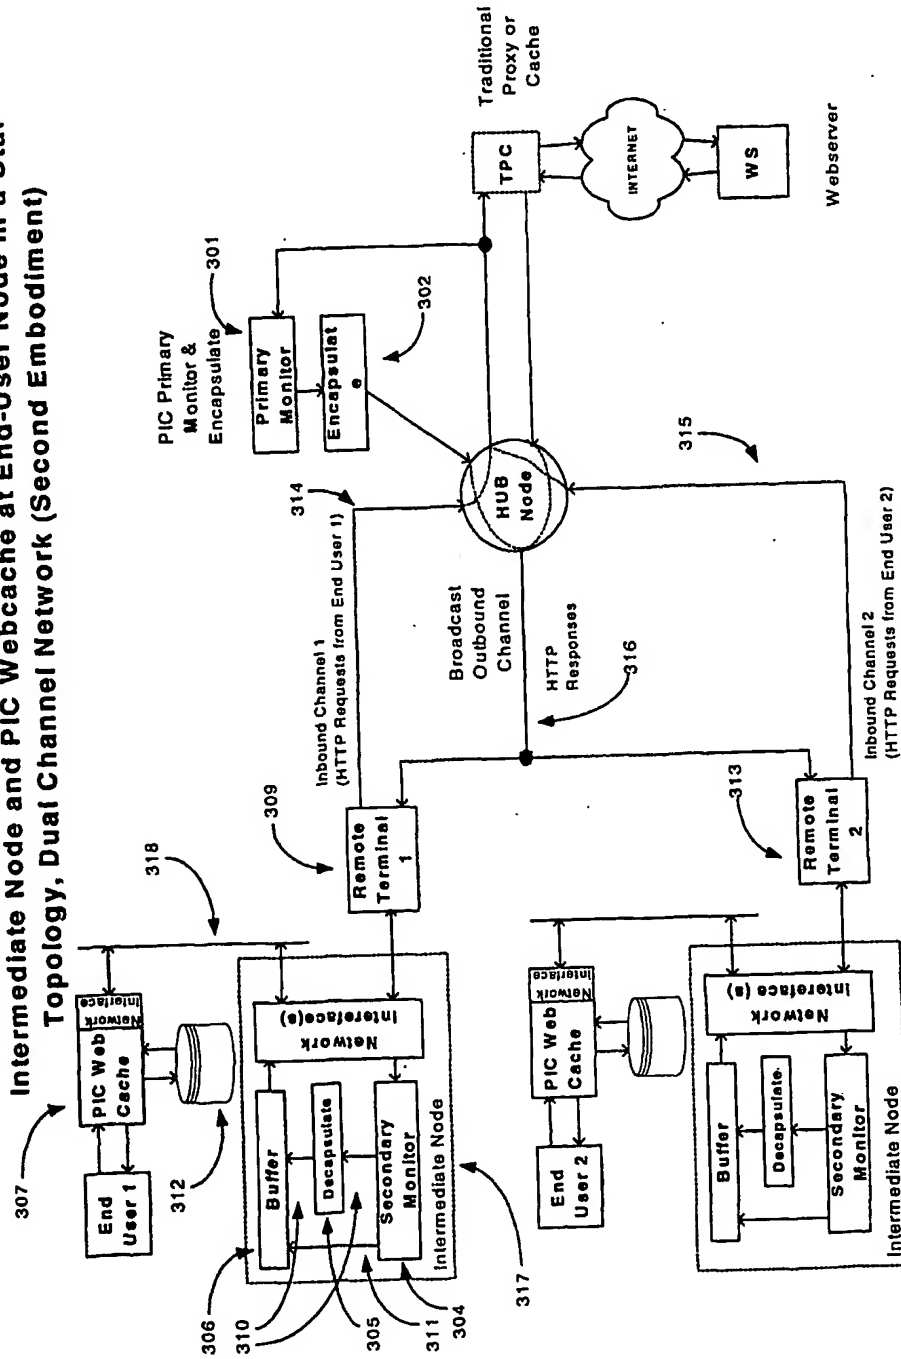 Intermediate Node and PIC Webcache at End-User Node in a
Topology, Dual Channel Network (Second Embodiment)
307
End
User 1
PIC Web
Cache
Network
Interface
312
318
306
310
305
311
304
Buffer
Decapsulate
Secondary
Monitor
Network
Intereface(s)
Intermediate Node
317
309
Remote
Terminal
1
Inbound Channel 1
(HTTP Requests from End User 1)
314
PIC Primary
Monitor &
Encapsulate
Primary
Monitor
301
Encapsulat
e
302
HUB
Node
Broadcast
Outbound
Channel
HTTP
Responses
316
Traditional
Proxy or
Cache
TPC
INTERNET
WS
Webserver
315
Inbound Channel 2
(HTTP Requests from End User 2)
313
Remote
Terminal
2
End
User 2
PIC Web
Cache
Network
Interface
Buffer
Decapsulate.
Secondary
Monitor
Network
Intereface(s)
Intermediate Node